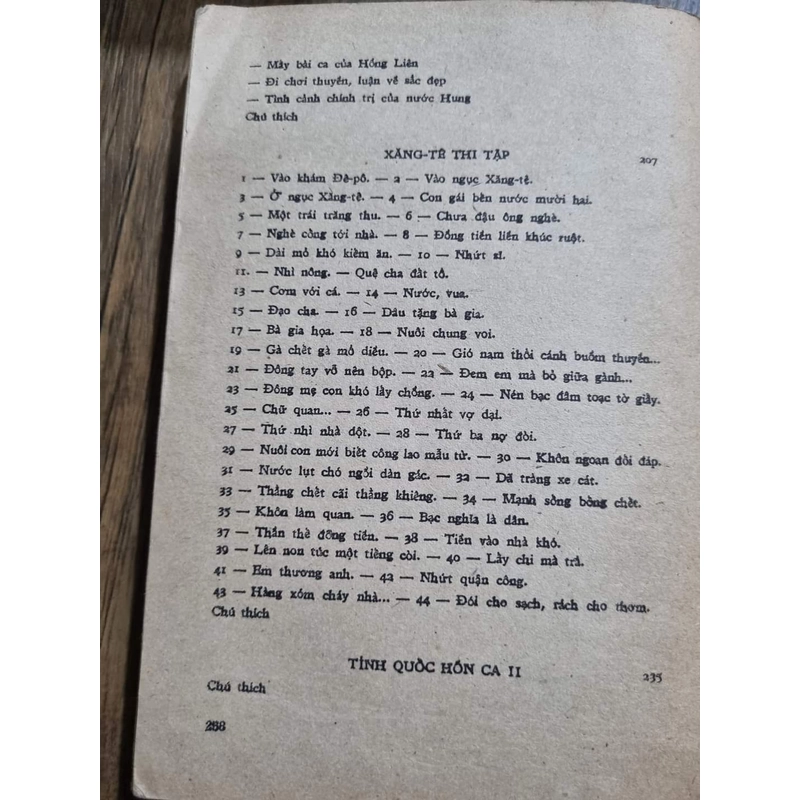 — Mấy bài ca của Hồng Liên
— Đi chơi thuyền, luận về sắc đẹp
— Tình cảnh chính trị của nước Hung
Chú thích
XĂNG-TÊ THI TẬP 207
1 — Vào khám Đê-pô. — 2 — Vào ngục Xăng-tê.
3 — Ở ngục Xăng-tê. — 4 — Con gái bên nước mười hai.
5 — Một trái trăng thu. — 6 — Chưa đậu ông nghè.
7 — Nghè cồng tới nhà. — 8 — Đồng tiền liền khúc ruột.
9 — Dài mỏ khó kiếm ăn. — 10 — Nhứt sĩ.
11. — Nhì nông. — Quê cha đất tổ.
13 — Cơm với cá. — 14 — Nước, vua.
15 — Đạo cha. — 16 — Dâu tặng bà gia.
17 — Bà gia họa. — 18 — Nuôi chung voi.
19 — Gà chết gà mổ diều. — 20 — Gió nam thổi cánh buồm thuyền...
21 — Đông tay vỗ nên bộp. — 22 — Đem em mà bỏ giữa gành...
23 — Đông mẹ con khó lấy chồng. — 24 — Nén bạc đâm toạc tờ giấy.
25 — Chữ quan... — 26 — Thứ nhất vợ dại.
27 — Thứ nhì nhà dột. — 28 — Thứ ba nợ đòi.
29 — Nuôi con mới biết công lao mẫu từ. — 30 — Khôn ngoan đối đáp.
31 — Nước lụt chó ngồi dàn gác. — 32 — Dã tràng xe cát.
33 — Thằng chết cãi thằng khiêng. — 34 — Mạnh sống bòng chết.
35 — Khôn làm quan. — 36 — Bạc nghĩa là dân.
37 — Thần thế đồng tiền. — 38 — Tiền vào nhà khó.
39 — Lên non túc một tiếng còi. — 40 — Lấy chi mà trả.
41 — Em thương anh. — 42 — Nhứt quận công.
43 — Hàng xóm cháy nhà... — 44 — Đói cho sạch, rách cho thơm.
Chú thích
TỈNH QUỐC HỒN CA II 235
Chú thích
268